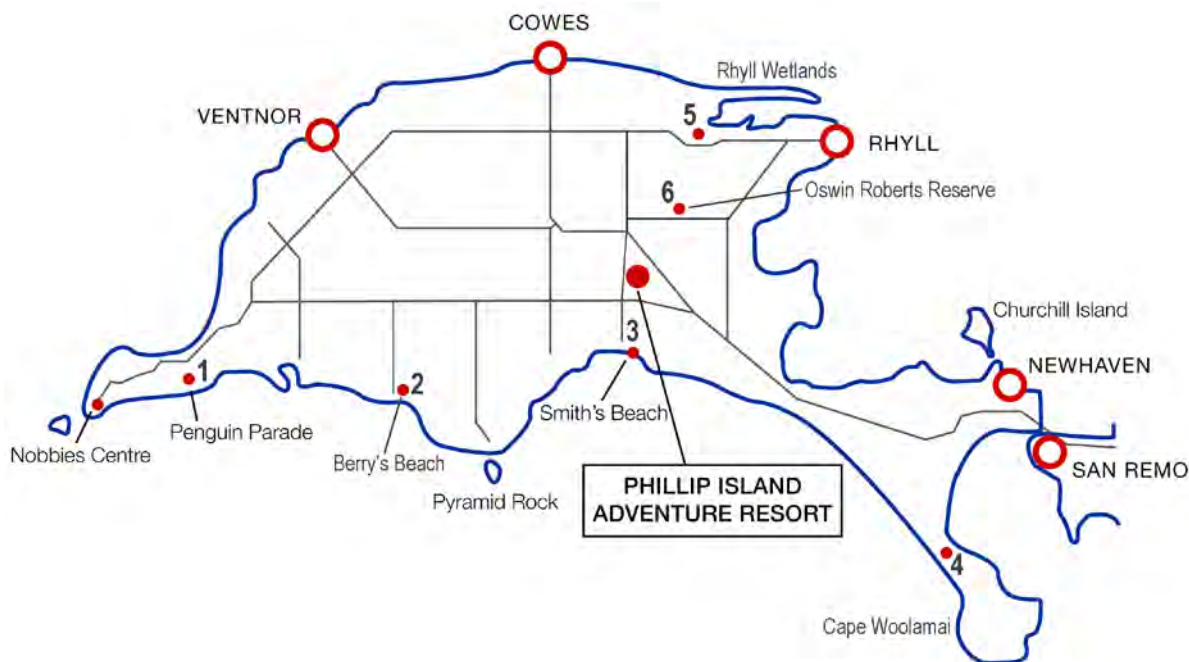 COWES
Rhyll Wetlands
VENTNOR
5
RHYLL
6
Oswin Roberts Reserve
Churchill Island
3
NEWHAVEN
1
2
Smith's Beach
Nobbies Centre
Penguin Parade
Berry's Beach
SAN REMO
Pyramid Rock
PHILLIP ISLAND
ADVENTURE RESORT
4
Cape Woolamai